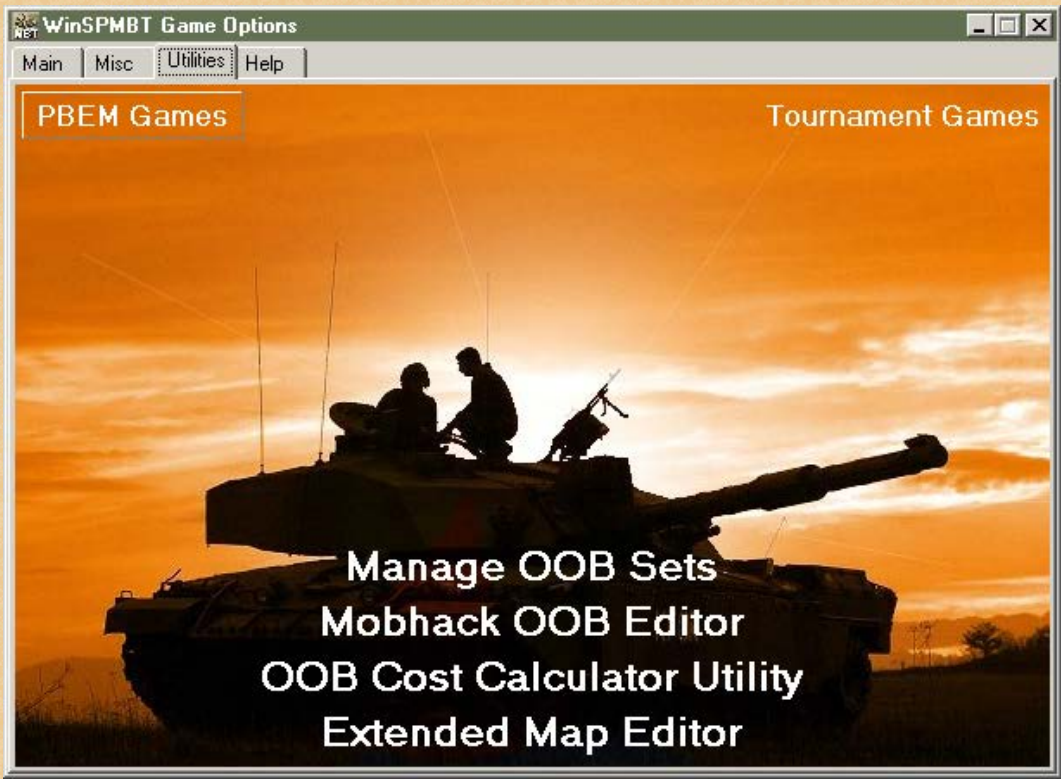 WinSPMBT Game Options
Main Misc Utilities Help
PBEM Games Tournament Games
Manage OOB Sets
Mobhack OOB Editor
OOB Cost Calculator Utility
Extended Map Editor